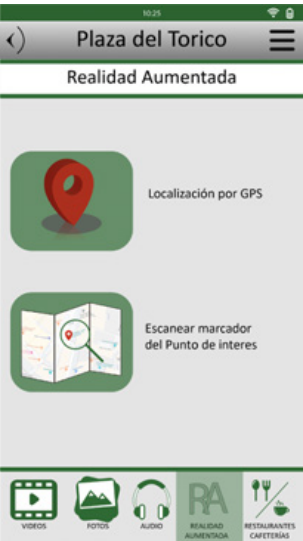 10:25
Plaza del Torico
Realidad Aumentada
Localización por GPS
Escanear marcador
del Punto de interes
VIDEOS
FOTOS
AUDIO
RA
REALIDAD
AUMENTADA
RESTAURANTES
CAFETERÍAS